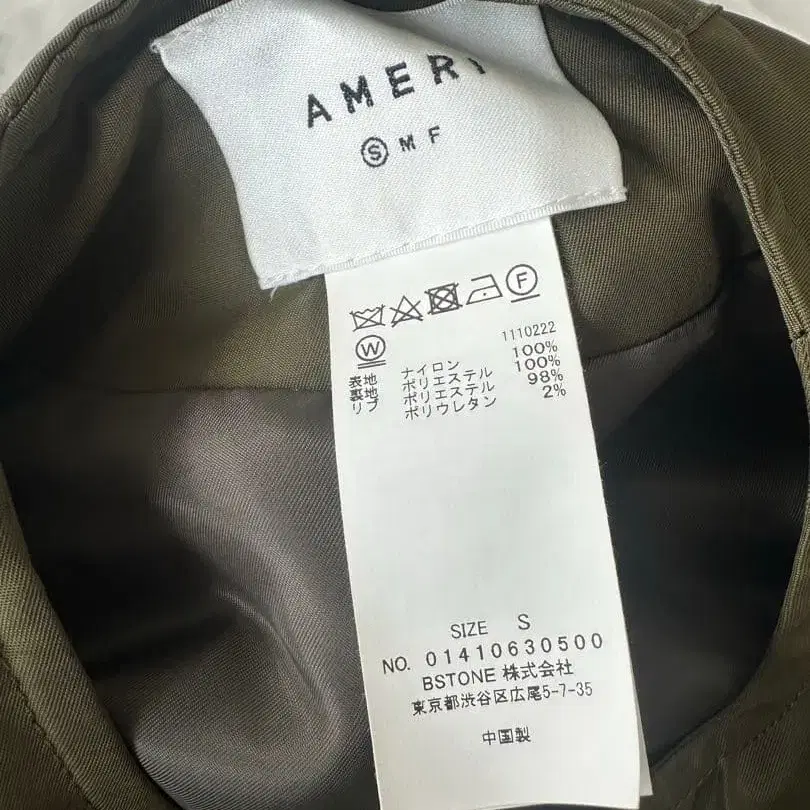 AMERI
Ⓢ M F
F
W
1110222
表地 ナイロン 100%
裏地 ポリエステル 100%
リブ ポリエステル 98%
ポリウレタン 2%
SIZE S
NO. 01410630500
BSTONE 株式会社
東京都渋谷区広尾5-7-35
中国製